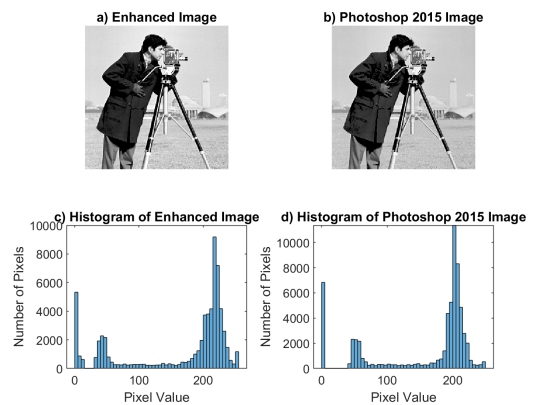 a) Enhanced Image
b) Photoshop 2015 Image
c) Histogram of Enhanced Image
d) Histogram of Photoshop 2015 Image
Number of Pixels
10000
8000
6000
4000
2000
0
0 100 200
Pixel Value
Number of Pixels
10000
8000
6000
4000
2000
0
0 100 200
Pixel Value